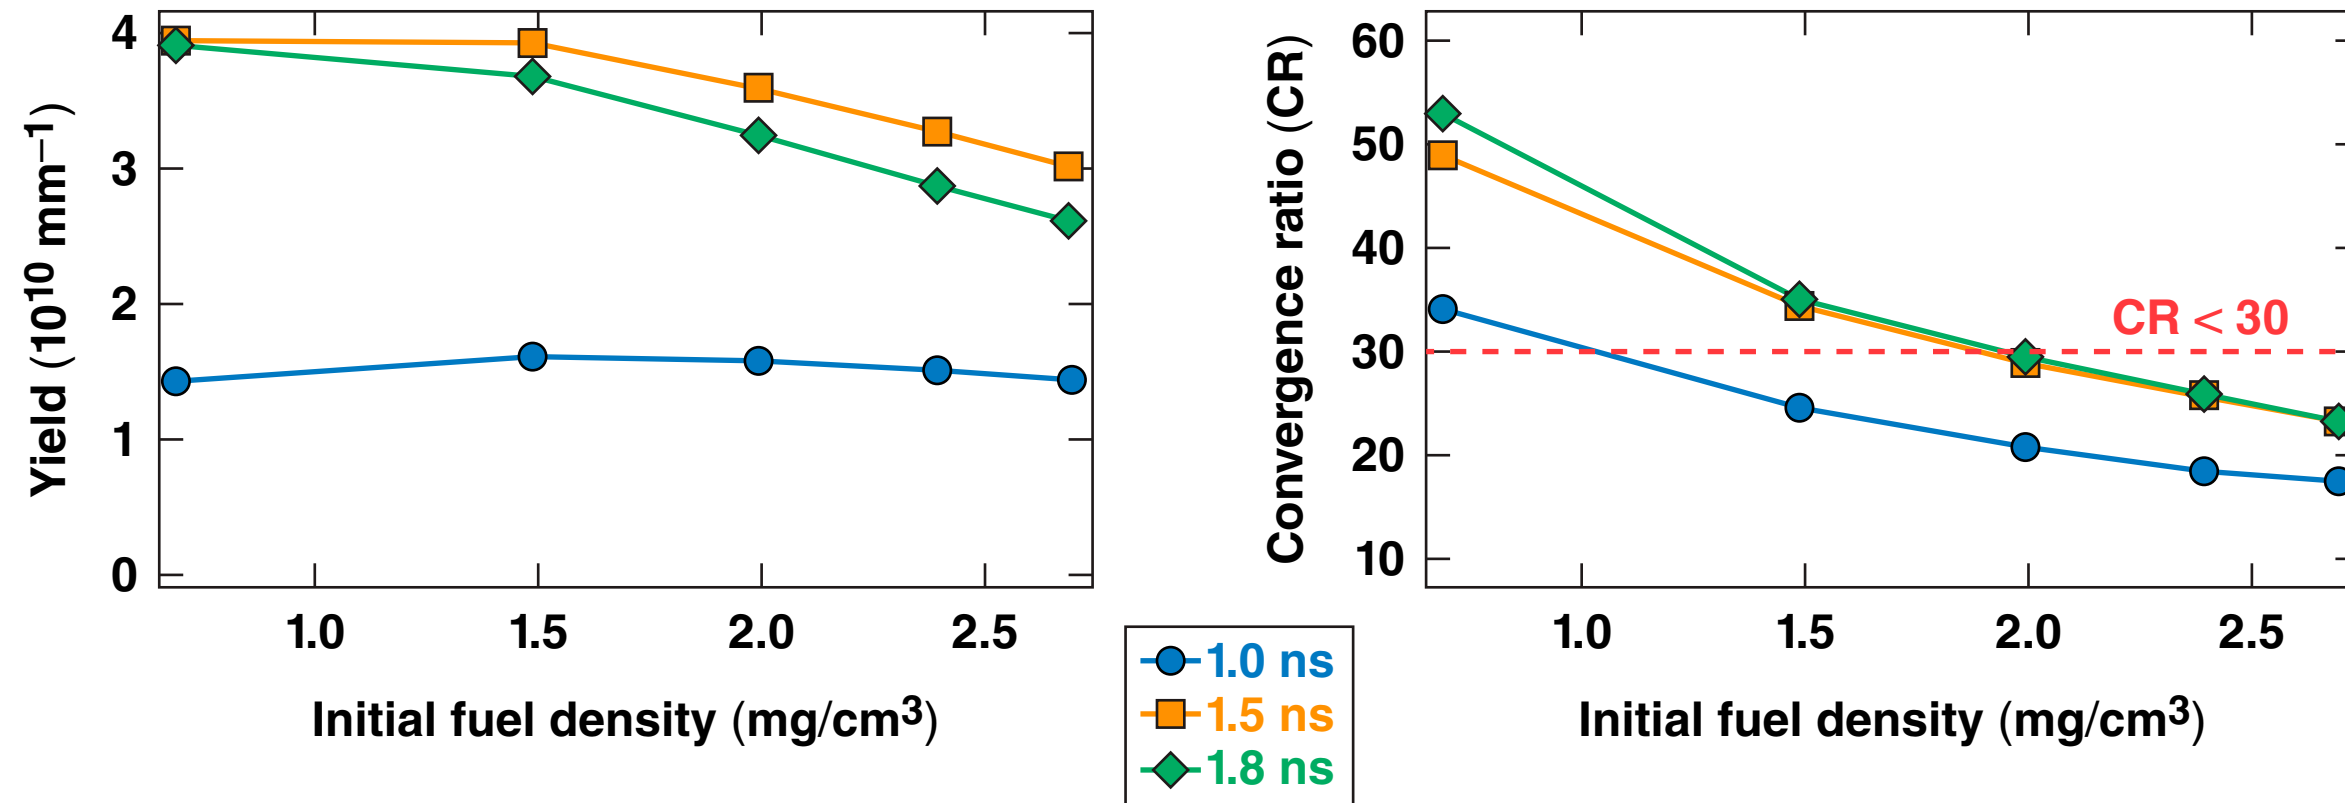 Yield (10¹⁰ mm⁻¹)
4
3
2
1
0
1.0 1.5 2.0 2.5
Initial fuel density (mg/cm³)
Convergence ratio (CR)
60
50
40
30
20
10
CR < 30
1.0 1.5 2.0 2.5
Initial fuel density (mg/cm³)
1.0 ns
1.5 ns
1.8 ns